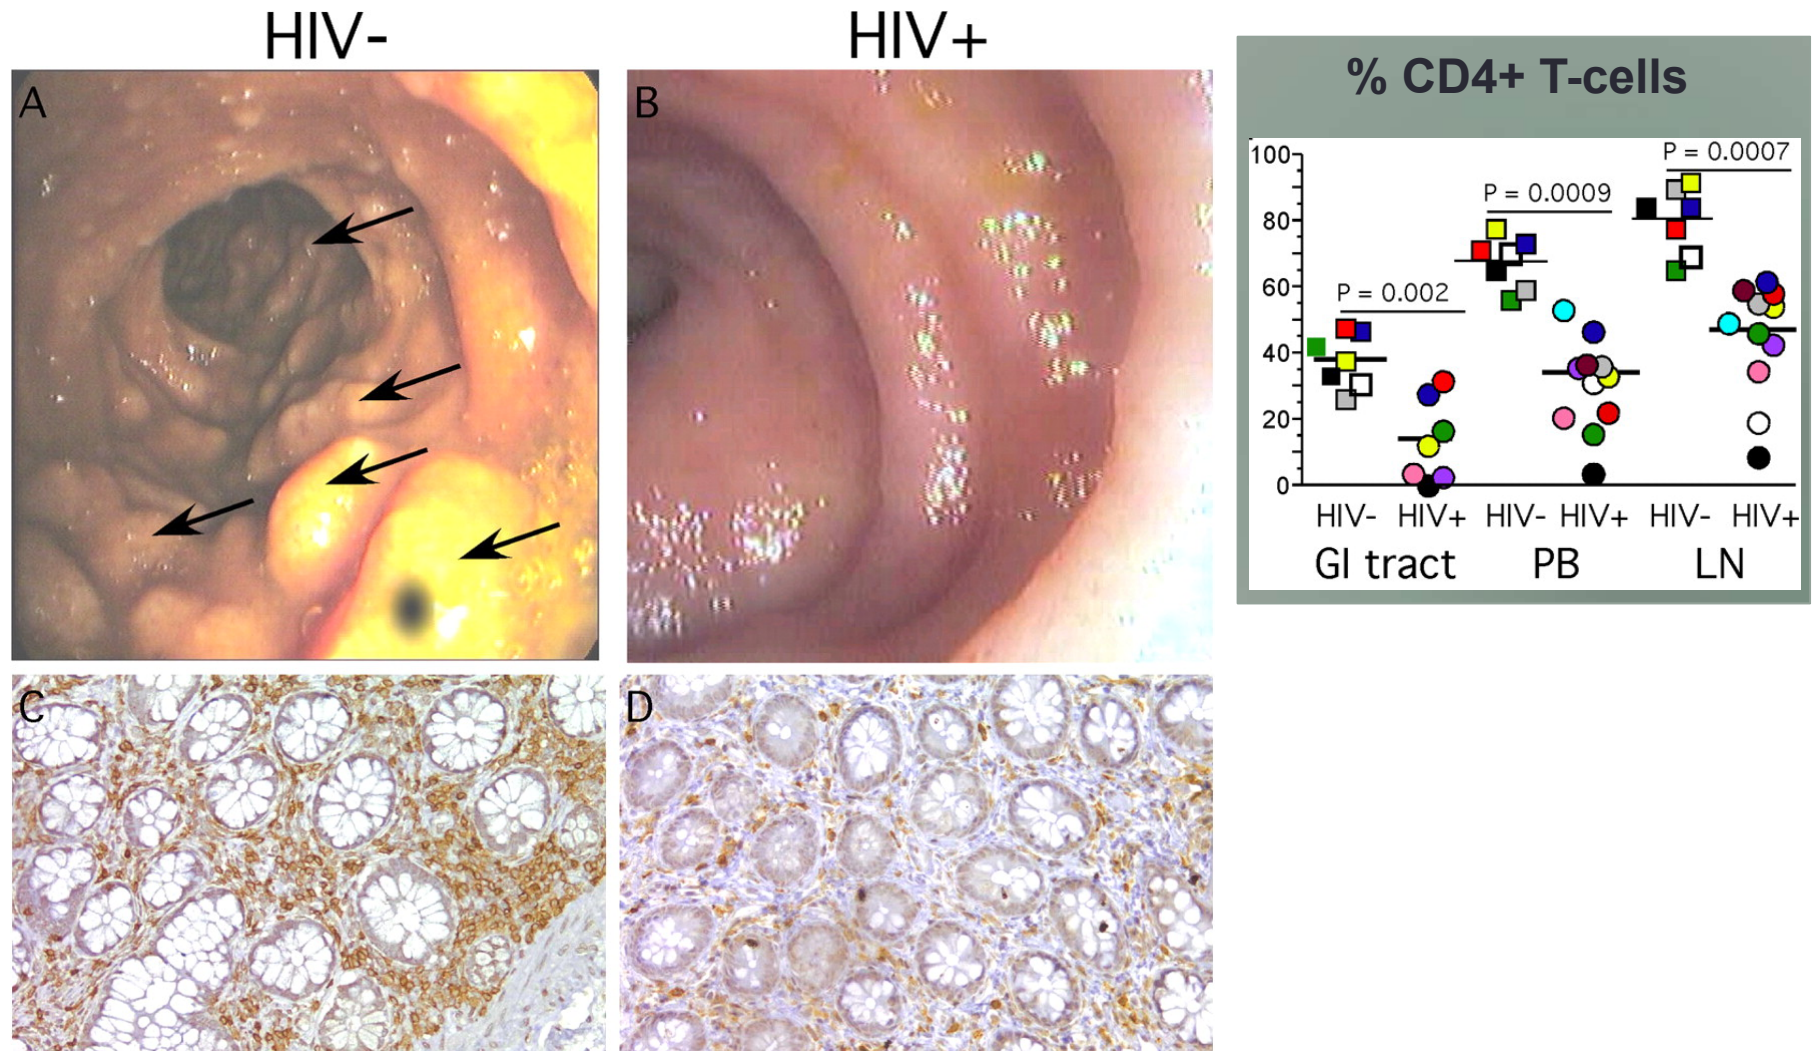 HIV-
HIV+
A
B
C
D
% CD4+ T-cells
P = 0.0007
P = 0.0009
P = 0.002
100
80
60
40
20
0
HIV- HIV+ HIV- HIV+ HIV- HIV+
GI tract PB LN